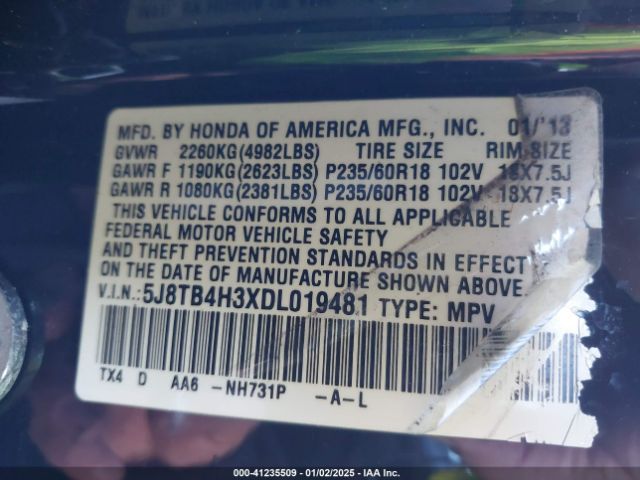 MFD. BY HONDA OF AMERICA MFG., INC. 01/'13
GVWR 2260KG(4982LBS) TIRE SIZE RIM SIZE
GAWR F 1190KG(2623LBS) P235/60R18 102V 18X7.5J
GAWR R 1080KG(2381LBS) P235/60R18 102V 18X7.5J
THIS VEHICLE CONFORMS TO ALL APPLICABLE
FEDERAL MOTOR VEHICLE SAFETY
AND THEFT PREVENTION STANDARDS IN EFFECT
ON THE DATE OF MANUFACTURE SHOWN ABOVE.
V.I.N.:5J8TB4H3XDL019481 TYPE: MPV
TX4 D AA6 -NH731P -A-L
000-41235509 - 01/02/2025 - IAA Inc.